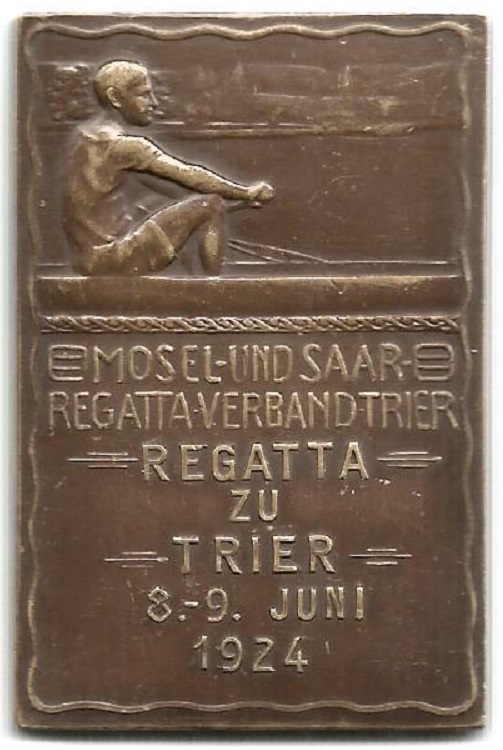 MOSEL-UND SAAR-
REGATTA-VERBAND-TRIER
REGATTA
ZU
TRIER
8.-9. JUNI
1924